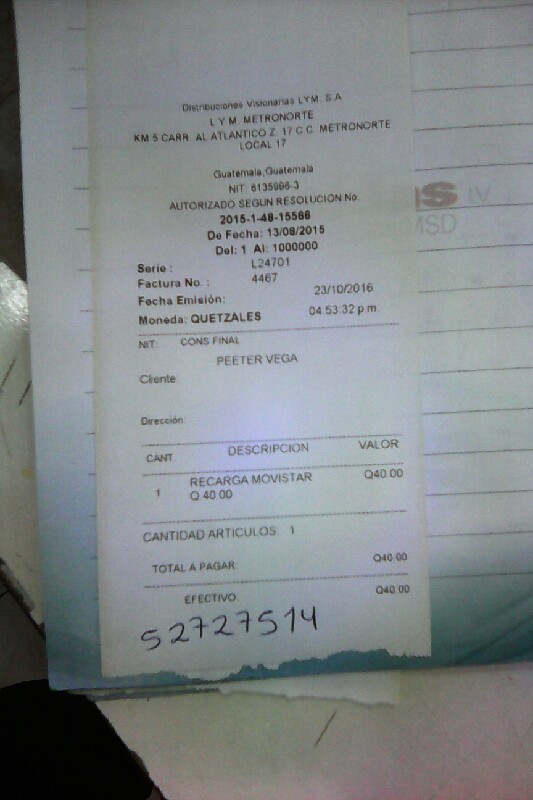 Distribuciones Visionarias LYM, S.A
L Y M METRONORTE
KM 5 CARR. AL ATLANTICO Z. 17 C.C. METRONORTE
LOCAL 17
Guatemala,Guatemala
NIT: 6135996-3
AUTORIZADO SEGUN RESOLUCION No.
2015-1-48-15566
De Fecha: 13/08/2015
Del: 1 Al: 1000000
Serie : L24701
Factura No. : 4467
Fecha Emisión: 23/10/2016
Moneda: QUETZALES 04:53:32 p.m.
NIT: CONS FINAL
PEETER VEGA
Cliente:
Dirección:
CANT. DESCRIPCION VALOR
1 RECARGA MOVISTAR Q40.00
Q 40.00
CANTIDAD ARTICULOS: 1
TOTAL A PAGAR: Q40.00
EFECTIVO: Q40.00
52727514
IV
MSD